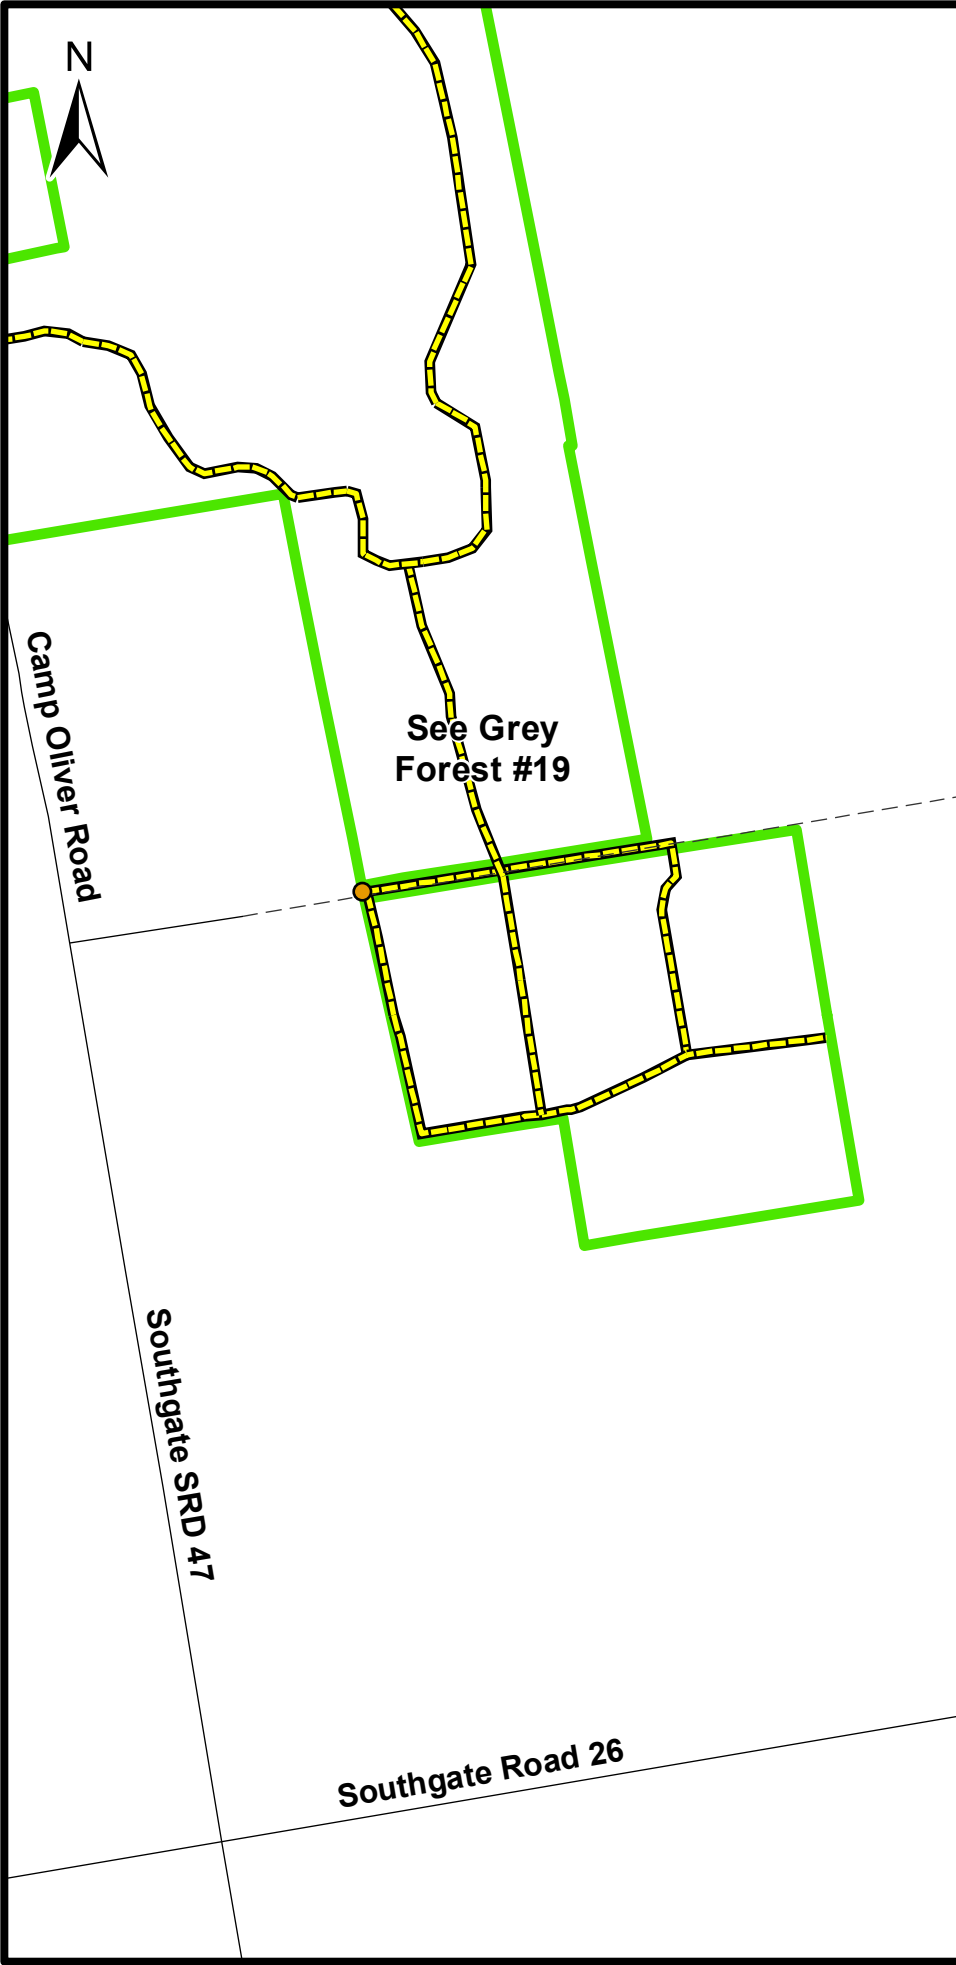 N
Camp Oliver Road
See Grey
Forest #19
Southgate SRD 47
Southgate Road 26